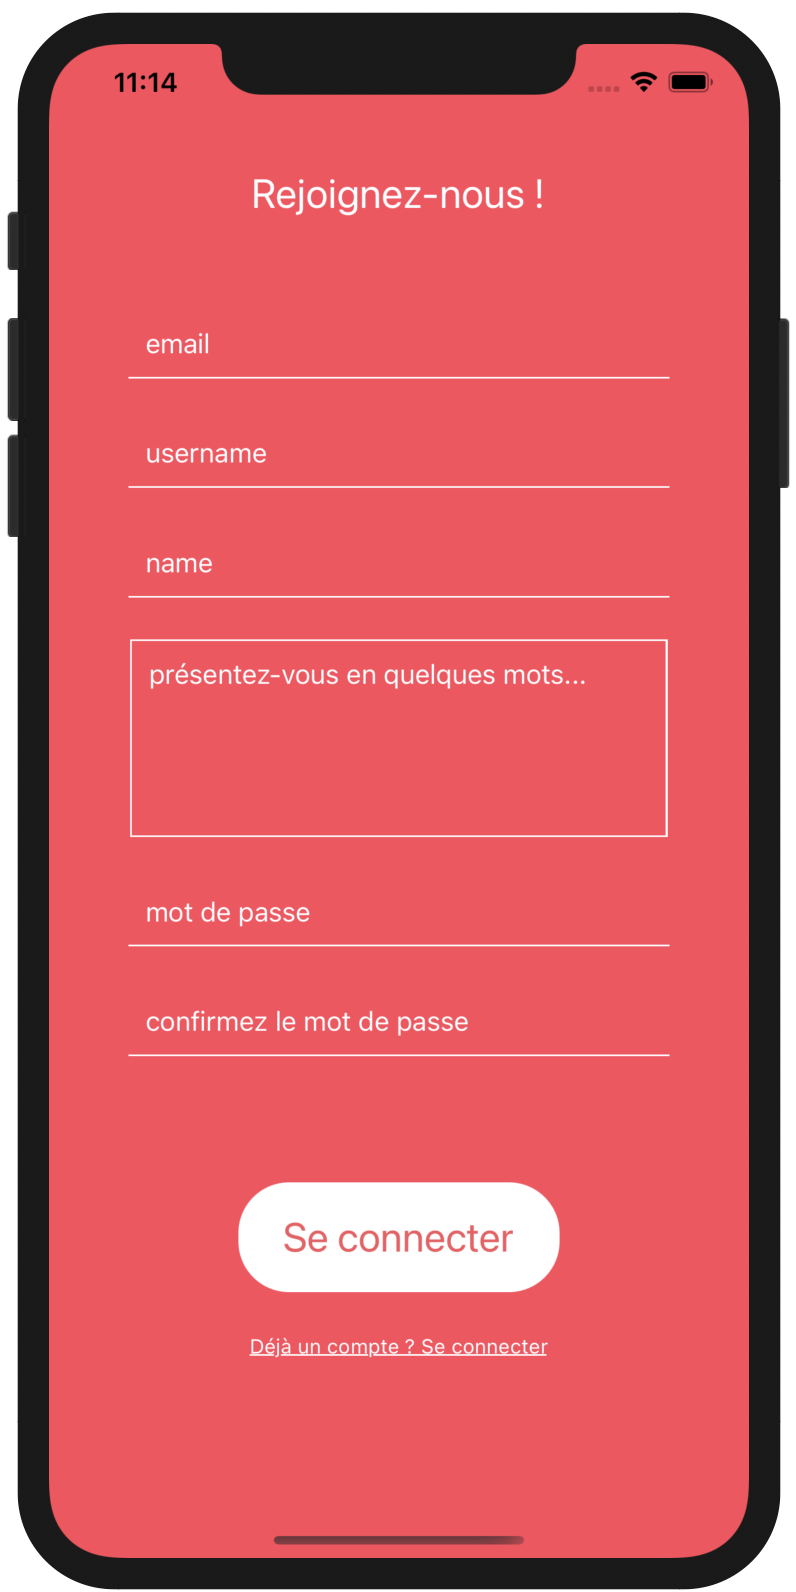 11:14
Rejoignez-nous !
email
username
name
présentez-vous en quelques mots...
mot de passe
confirmez le mot de passe
Se connecter
Déjà un compte ? Se connecter